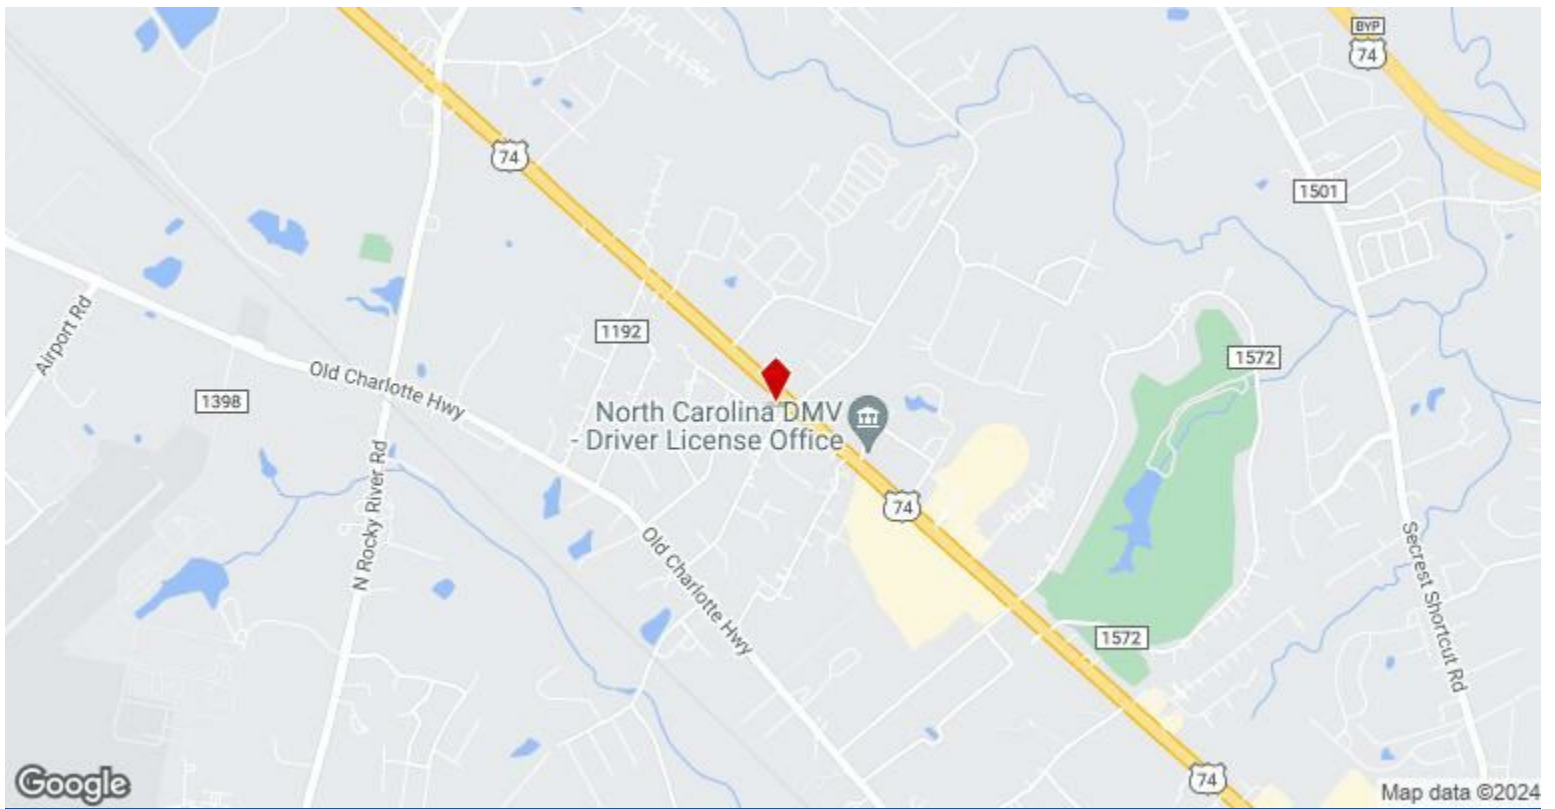 BYP
74
74
1501
1192
1572
Airport Rd
Old Charlotte Hwy
1398
North Carolina DMV
- Driver License Office
N Rocky River Rd
74
Old Charlotte Hwy
Secrest Shortcut Rd
1572
74
Google
Map data ©2024